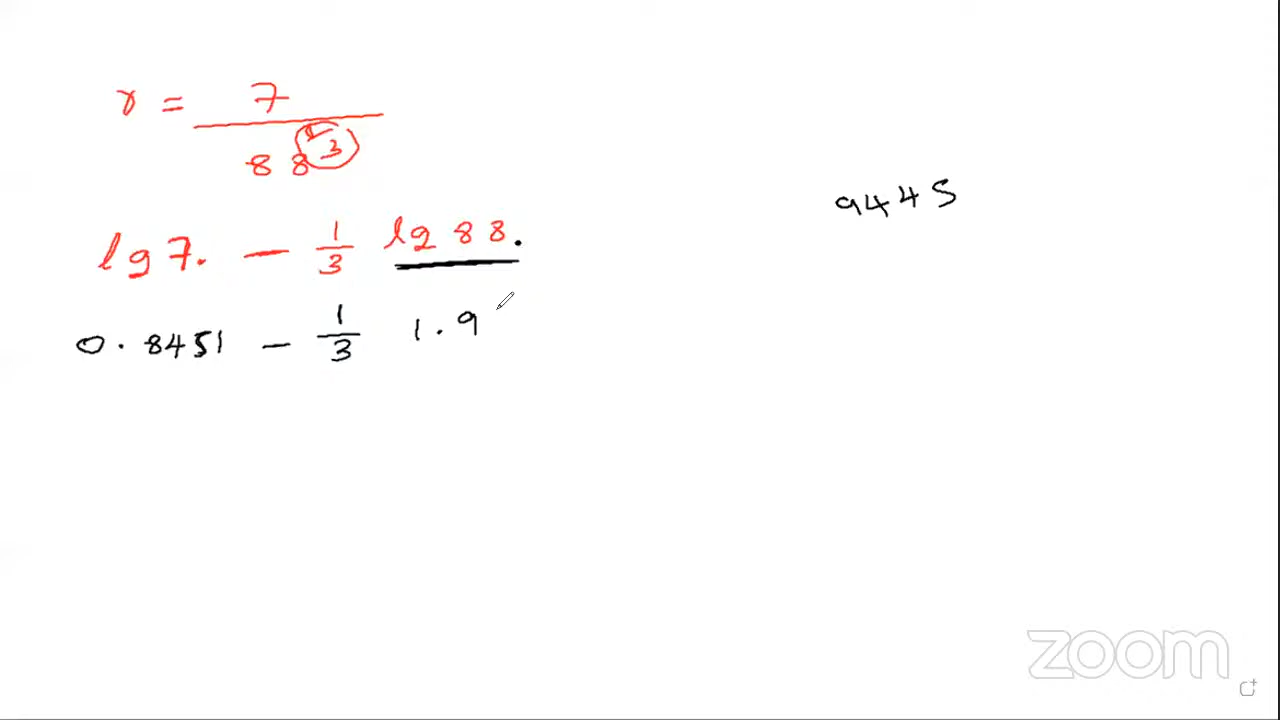 r = 7 / 88^(1/3)
9445
lg 7. - 1/3 lg 88.
0.8451 - 1/3 1.9
zoom